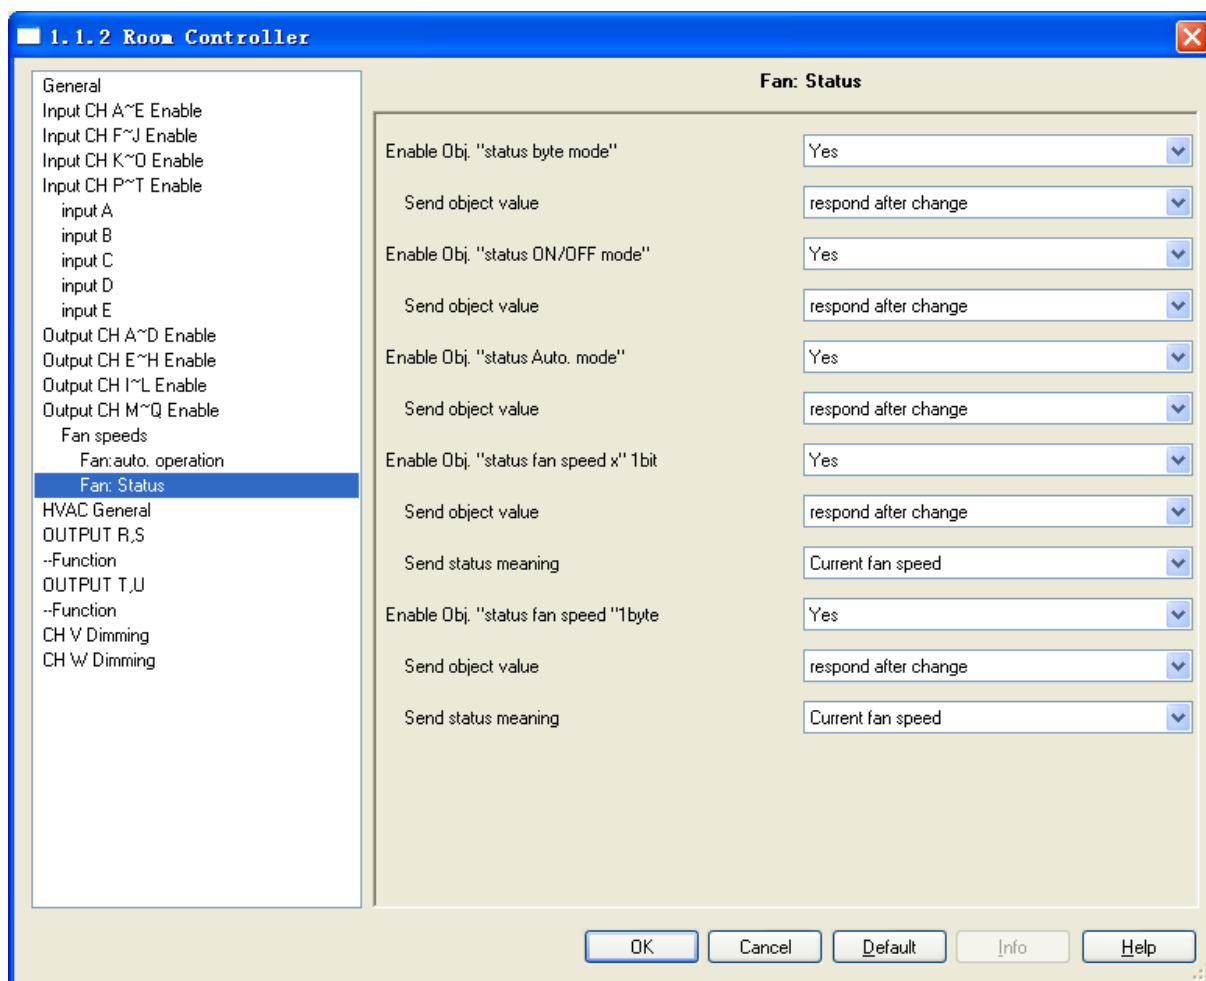 1.1.2 Room Controller
General
Input CH A~E Enable
Input CH F~J Enable
Input CH K~O Enable
Input CH P~T Enable
input A
input B
input C
input D
input E
Output CH A~D Enable
Output CH E~H Enable
Output CH I~L Enable
Output CH M~Q Enable
Fan speeds
Fan:auto. operation
Fan: Status
HVAC General
OUTPUT R,S
--Function
OUTPUT T,U
--Function
CH V Dimming
CH W Dimming
Fan: Status
Enable Obj. "status byte mode" Yes
Send object value respond after change
Enable Obj. "status ON/OFF mode" Yes
Send object value respond after change
Enable Obj. "status Auto. mode" Yes
Send object value respond after change
Enable Obj. "status fan speed x" 1bit Yes
Send object value respond after change
Send status meaning Current fan speed
Enable Obj. "status fan speed "1byte Yes
Send object value respond after change
Send status meaning Current fan speed
OK Cancel Default Info Help